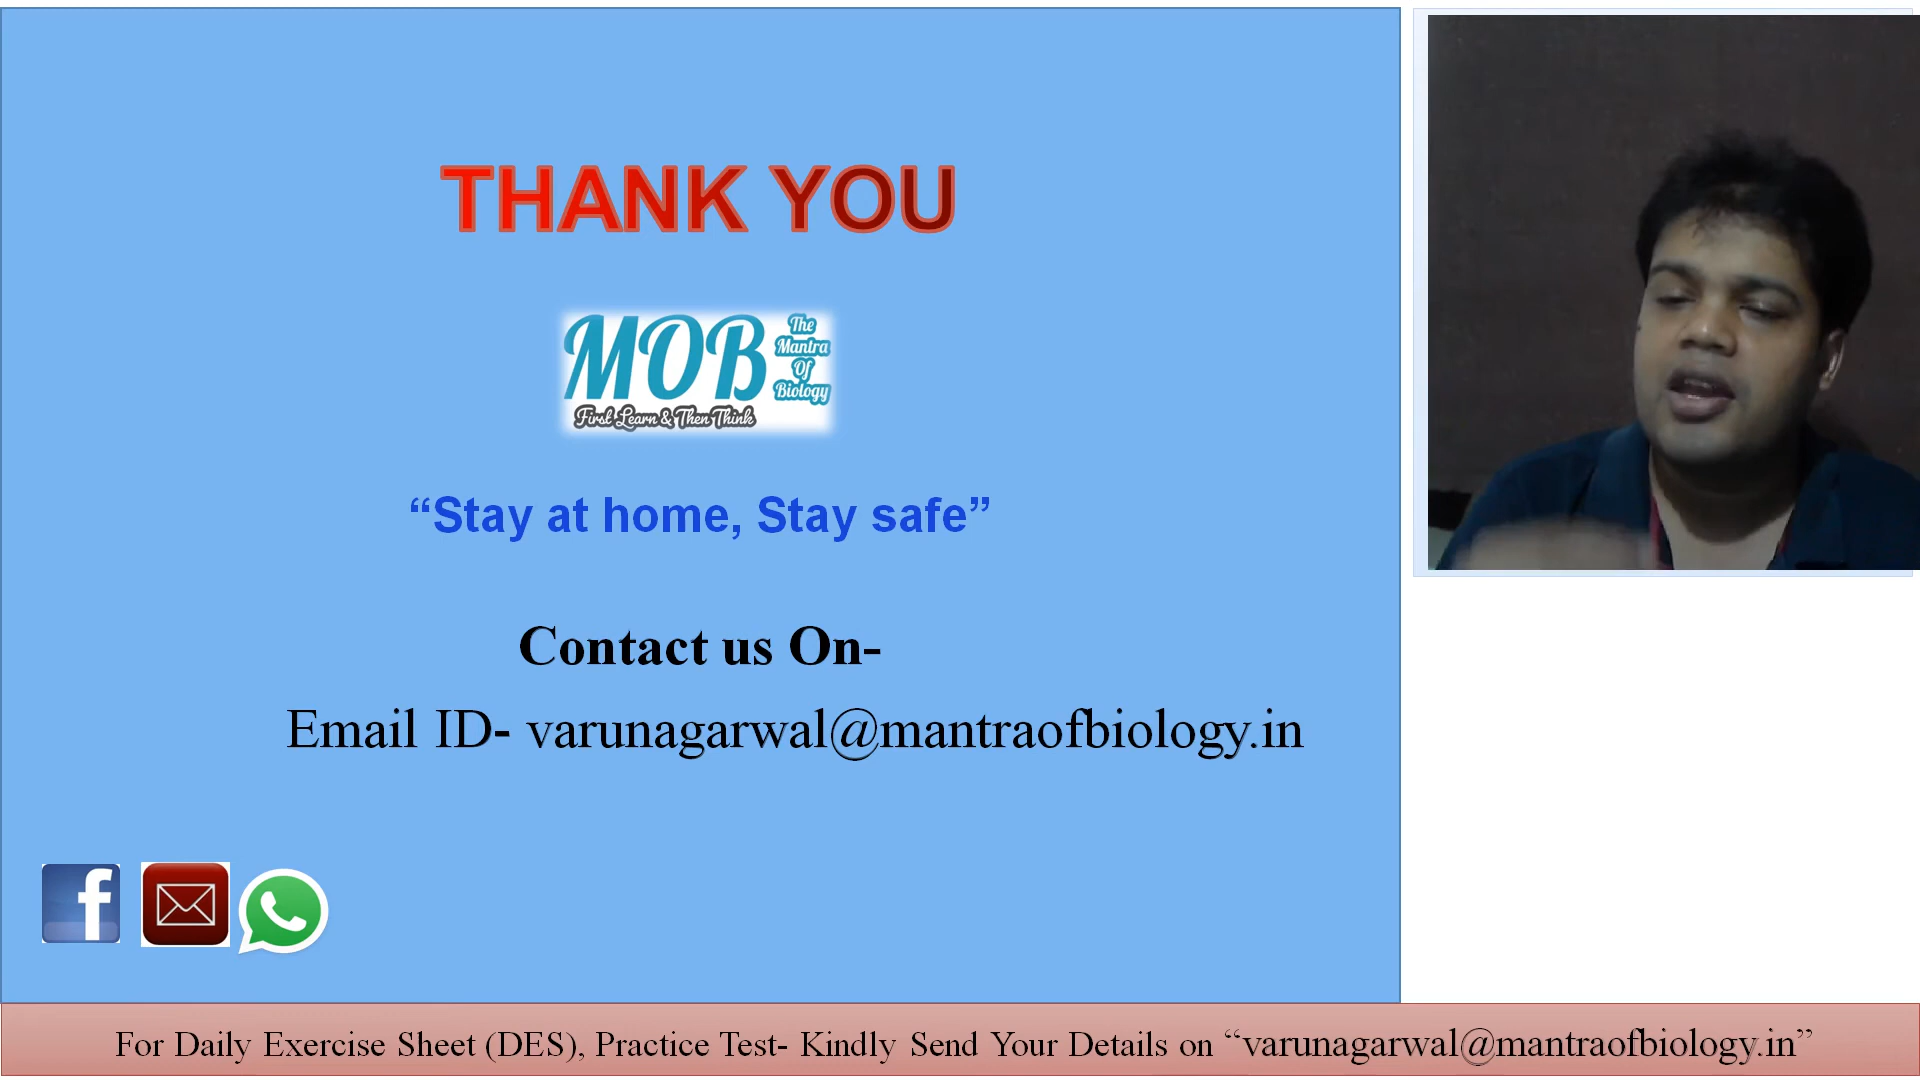 THANK YOU
MOB
The
Mantra
Of
Biology
First Learn & Then Think
“Stay at home, Stay safe”
Contact us On-
Email ID- varunagarwal@mantraofbiology.in
For Daily Exercise Sheet (DES), Practice Test- Kindly Send Your Details on “varunagarwal@mantraofbiology.in”